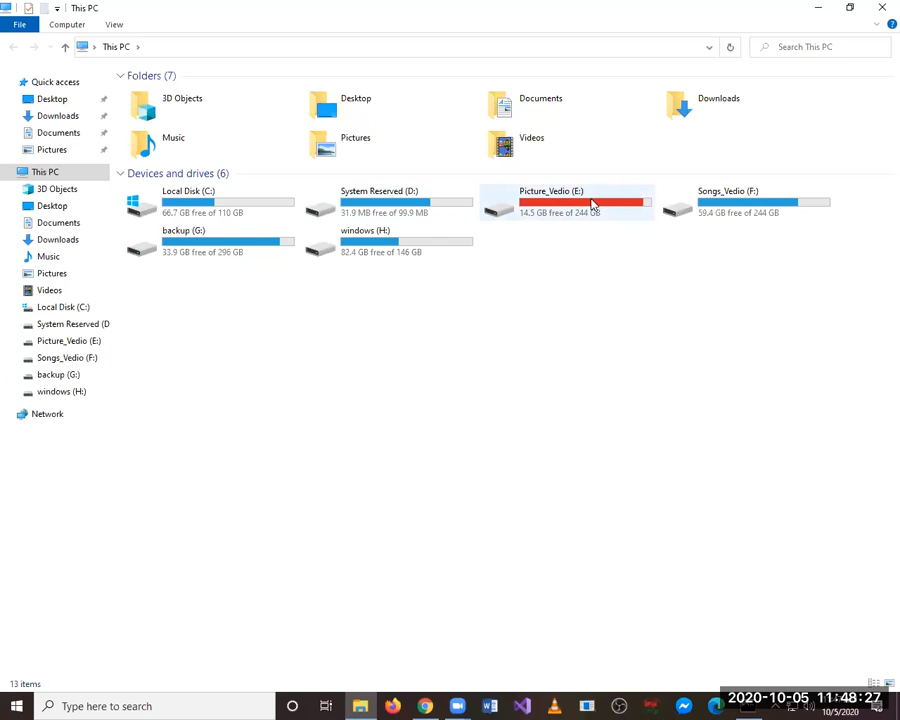 This PC
File
Computer
View
This PC
Search This PC
Quick access
Desktop
Downloads
Documents
Pictures
This PC
3D Objects
Desktop
Documents
Downloads
Music
Pictures
Videos
Local Disk (C:)
System Reserved (D
Picture_Vedio (E:)
Songs_Vedio (F:)
backup (G:)
windows (H:)
Network
Folders (7)
3D Objects
Desktop
Documents
Downloads
Music
Pictures
Videos
Devices and drives (6)
Local Disk (C:)
66.7 GB free of 110 GB
System Reserved (D:)
31.9 MB free of 99.9 MB
Picture_Vedio (E:)
14.5 GB free of 244 GB
Songs_Vedio (F:)
59.4 GB free of 244 GB
backup (G:)
33.9 GB free of 296 GB
windows (H:)
82.4 GB free of 146 GB
13 items
Type here to search
2020-10-05 11:48:27
10/5/2020